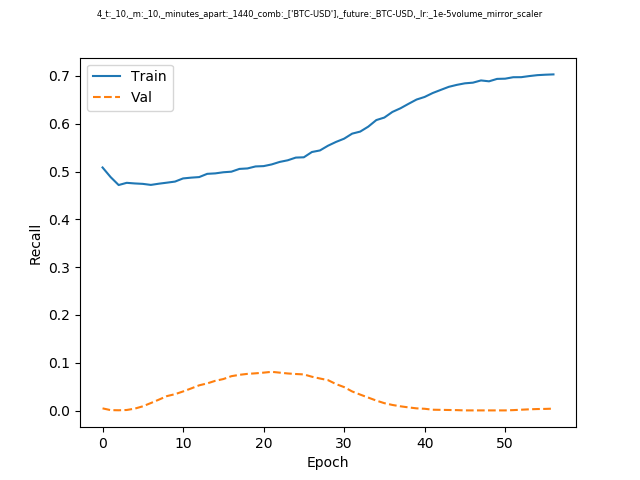 4_t:_10,_m:_10,_minutes_apart:_1440_comb:_['BTC-USD'],_future:_BTC-USD,_lr:_1e-5volume_mirror_scaler
Train
Val
0.7
0.6
0.5
0.4
0.3
0.2
0.1
0.0
Recall
0 10 20 30 40 50
Epoch